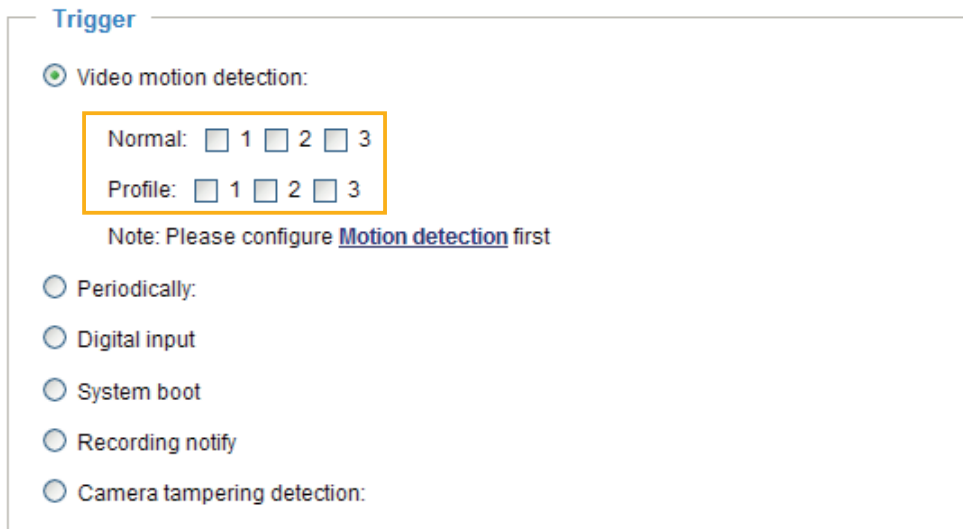 Trigger
Video motion detection:
Normal: 1 2 3
Profile: 1 2 3
Note: Please configure Motion detection first
Periodically:
Digital input
System boot
Recording notify
Camera tampering detection: